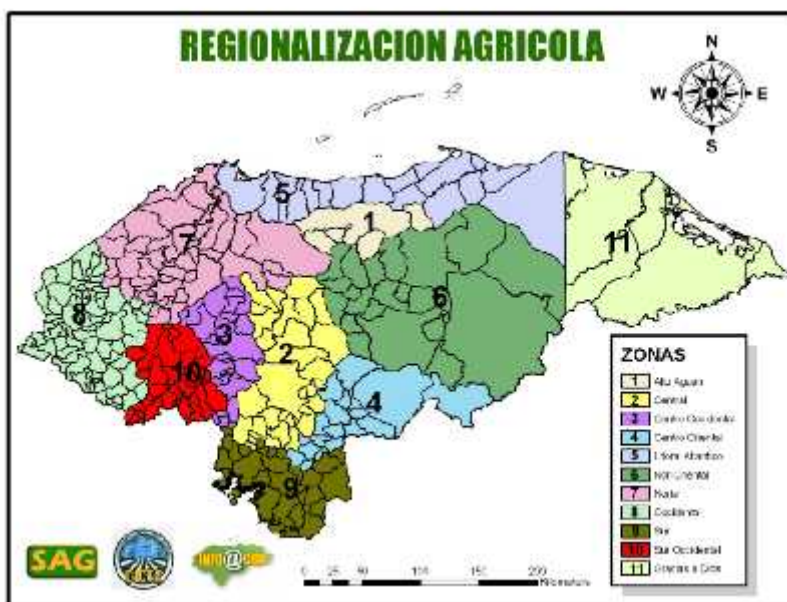 REGIONALIZACION AGRICOLA
N
W
E
S
5
1
7
11
6
8
3
2
10
4
9
ZONAS
1 Alto Aguan
2 Central
3 Centro Occidental
4 Centro Oriental
5 Litoral Atlantico
6 Nor Oriental
7 Norte
8 Occidental
9 Sur
10 Sur Occidental
11 Gracias a Dios
SAG
INFO@
0 25 50 100 150 200
Kilometers